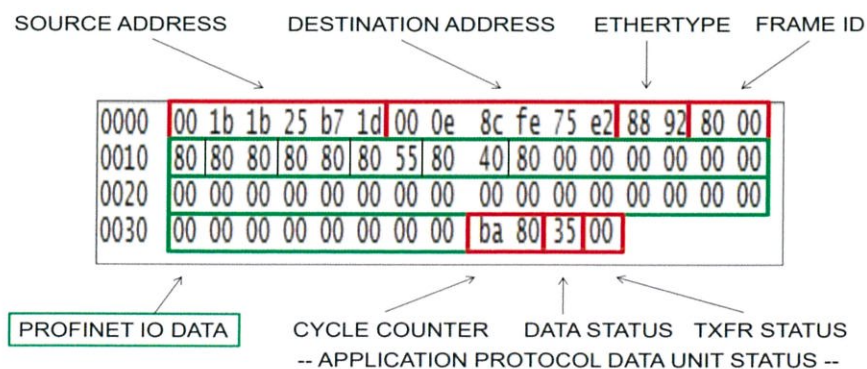 SOURCE ADDRESS DESTINATION ADDRESS ETHERTYPE FRAME ID
0000 00 1b 1b 25 b7 1d 00 0e 8c fe 75 e2 88 92 80 00
0010 80 80 80 80 80 80 55 80 40 80 00 00 00 00 00 00
0020 00 00 00 00 00 00 00 00 00 00 00 00 00 00 00 00
0030 00 00 00 00 00 00 00 00 ba 80 35 00
PROFINET IO DATA CYCLE COUNTER DATA STATUS TXFR STATUS
-- APPLICATION PROTOCOL DATA UNIT STATUS --